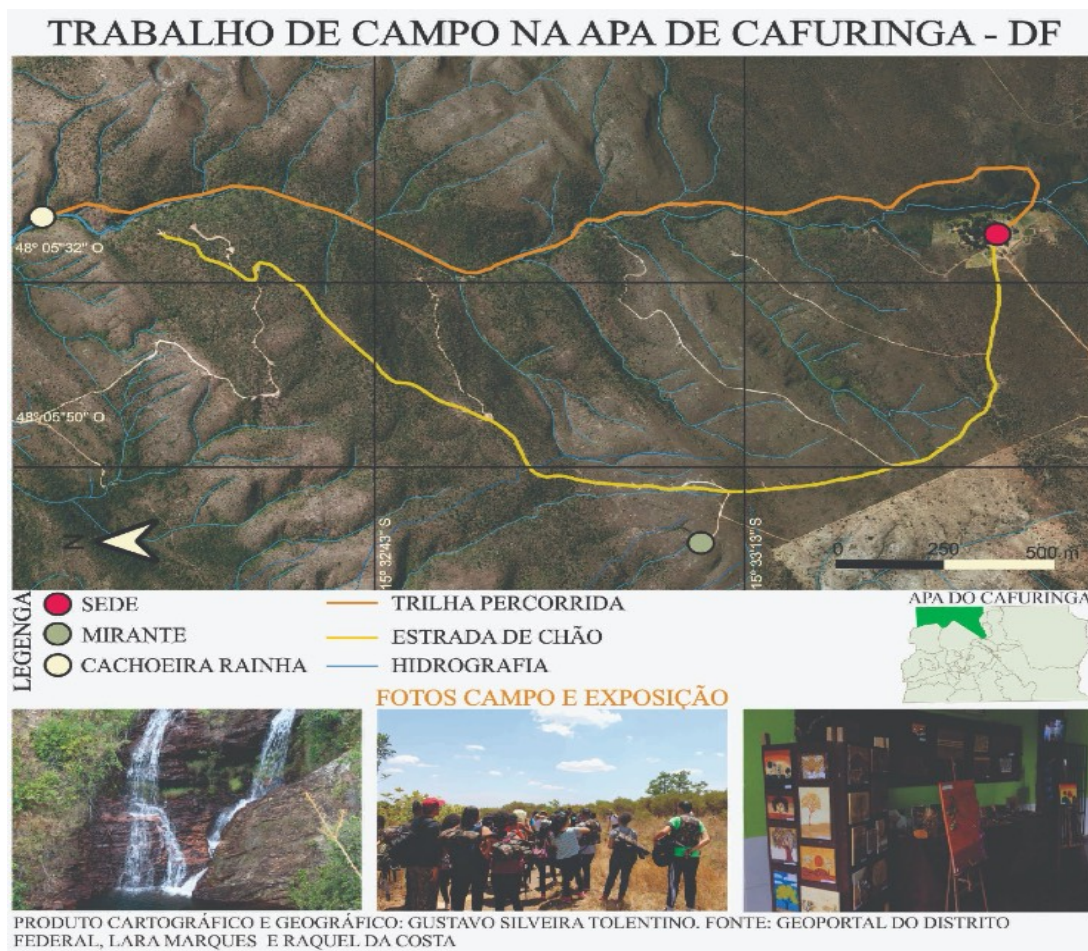 TRABALHO DE CAMPO NA APA DE CAFURINGA - DF
48° 05"32" O
48° 05"50" O
15° 32'43" S
15° 33'13" S
N
0 250 500 m
LEGENGA
SEDE
MIRANTE
CACHOEIRA RAINHA
TRILHA PERCORRIDA
ESTRADA DE CHÃO
HIDROGRAFIA
APA DO CAFURINGA
FOTOS CAMPO E EXPOSIÇÃO
PRODUTO CARTOGRÁFICO E GEOGRÁFICO: GUSTAVO SILVEIRA TOLENTINO. FONTE: GEOPORTAL DO DISTRITO
FEDERAL, LARA MARQUES E RAQUEL DA COSTA